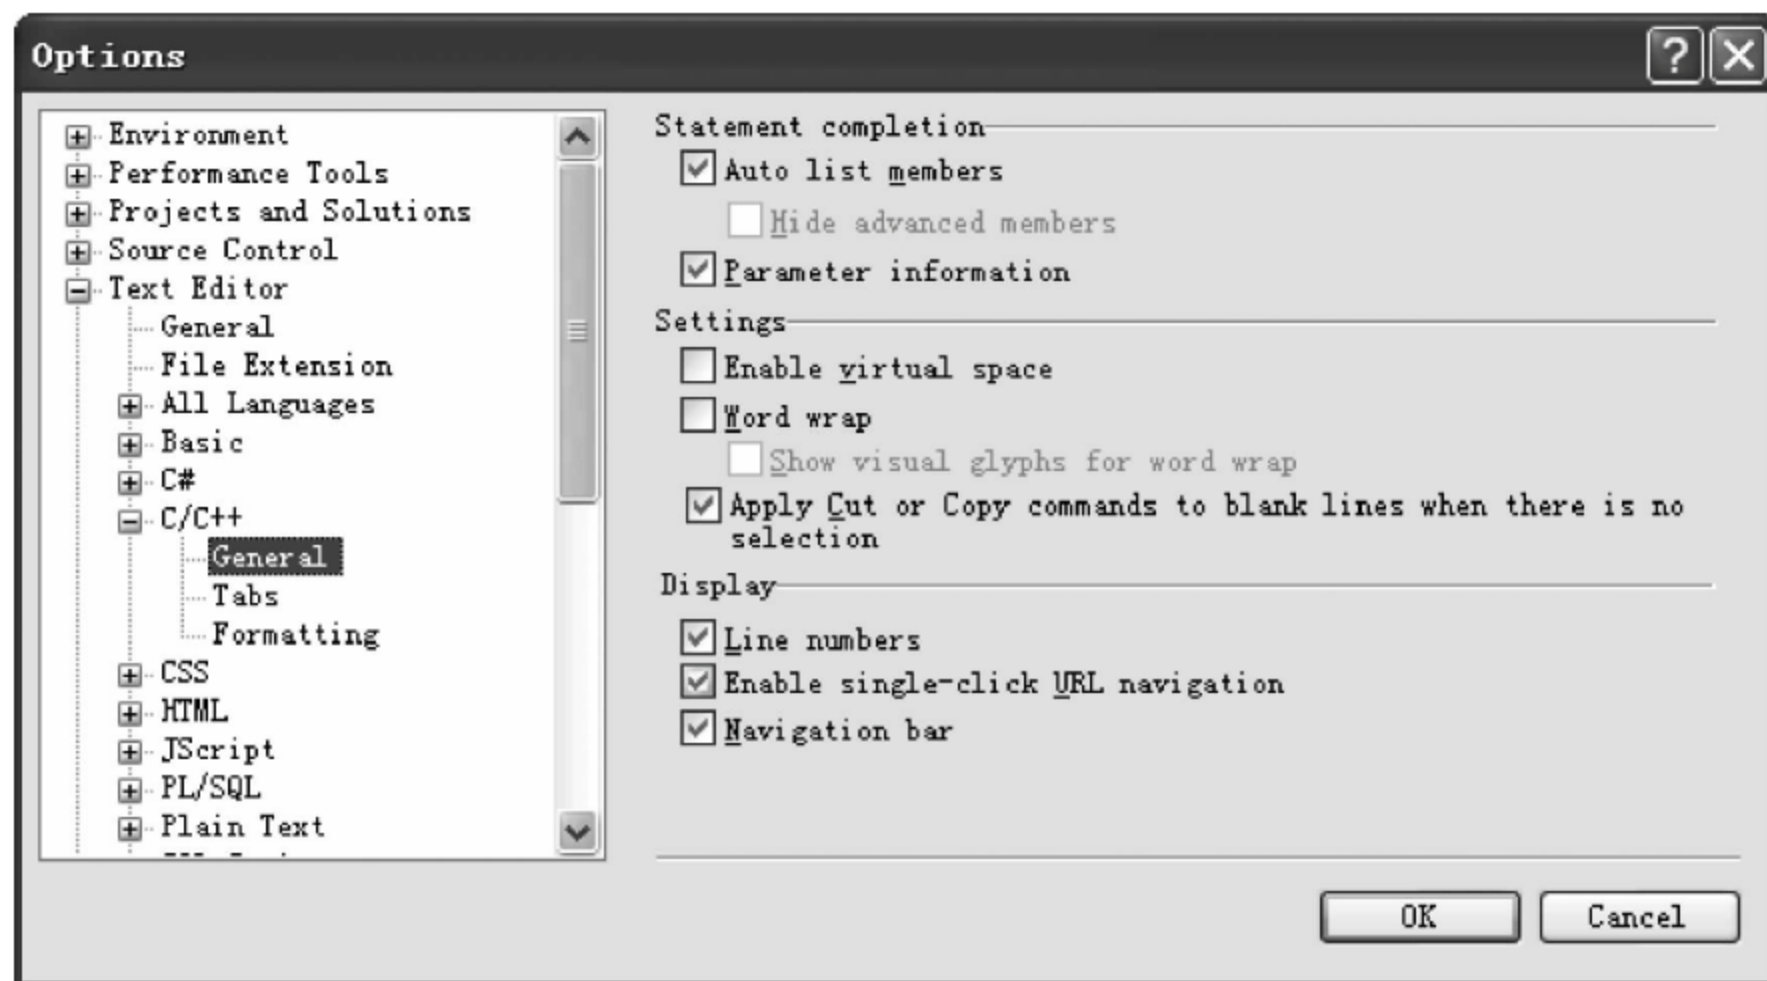 Options
Environment
Performance Tools
Projects and Solutions
Source Control
Text Editor
General
File Extension
All Languages
Basic
C#
C/C++
General
Tabs
Formatting
CSS
HTML
JScript
PL/SQL
Plain Text
Statement completion
Auto list members
Hide advanced members
Parameter information
Settings
Enable virtual space
Word wrap
Show visual glyphs for word wrap
Apply Cut or Copy commands to blank lines when there is no
selection
Display
Line numbers
Enable single-click URL navigation
Navigation bar
OK
Cancel